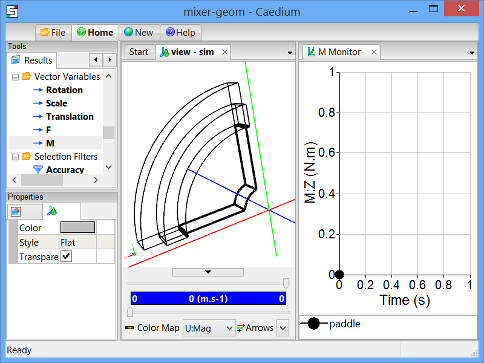 mixer-geom - Caedium
File
Home
New
Help
Tools
Results
Vector Variables
Rotation
Scale
Translation
F
M
Selection Filters
Accuracy
Properties
Color
Style Flat
Transpare
Start
view - sim
0 0 (m.s-1) 0
Color Map U:Mag Arrows
M Monitor
M:Z (N.m)
1
0.8
0.6
0.4
0.2
0
0 0.2 0.4 0.6 0.8 1
Time (s)
paddle
Ready